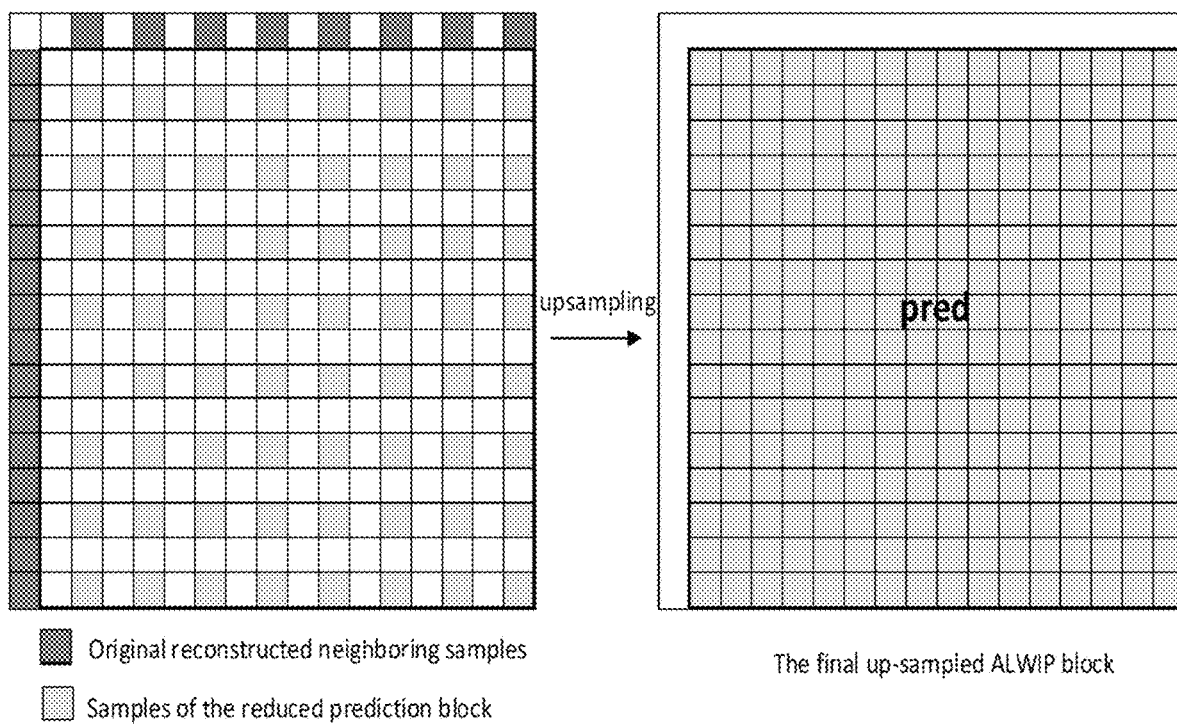 upsampling
pred
Original reconstructed neighboring samples
Samples of the reduced prediction block
The final up-sampled ALWIP block